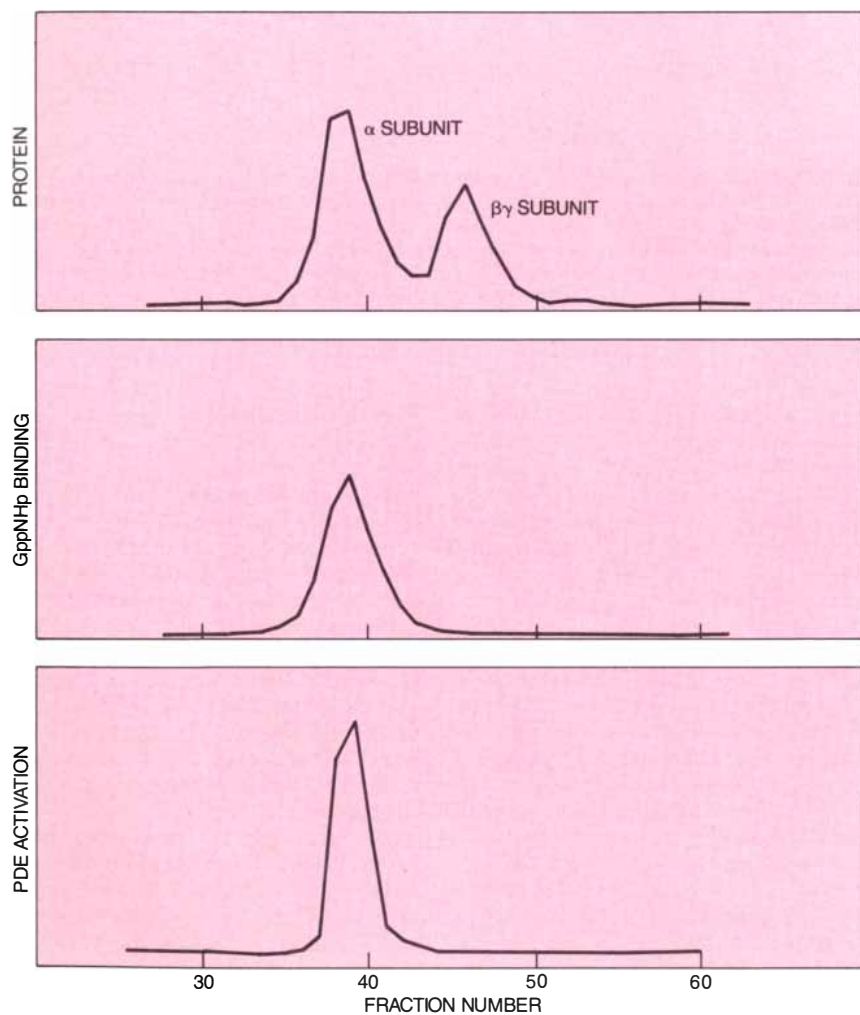 PROTEIN
α SUBUNIT
βγ SUBUNIT
GppNHp BINDING
PDE ACTIVATION
30
40
50
60
FRACTION NUMBER